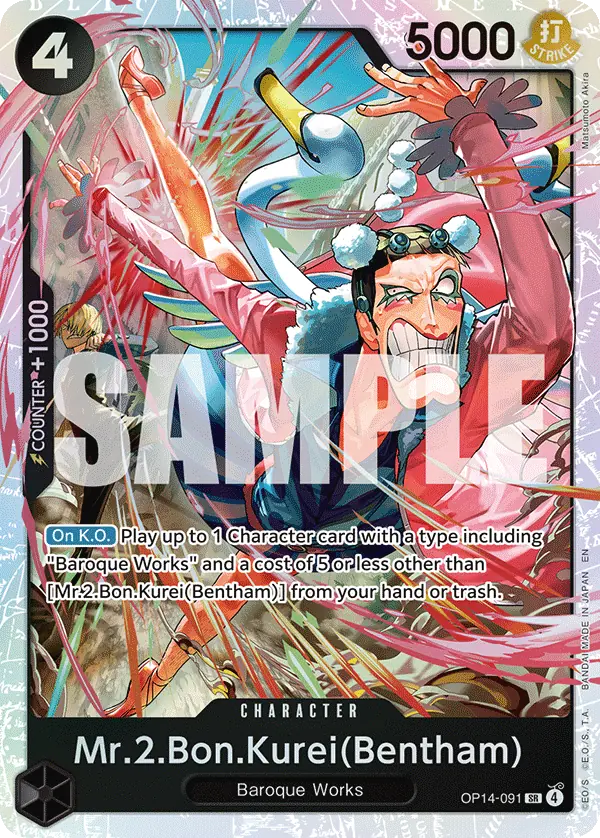 4
5000
打
STRIKE
Matsumoto Akira
COUNTER +1000
SAMPLE
On K.O. Play up to 1 Character card with a type including
"Baroque Works" and a cost of 5 or less other than
[Mr.2.Bon.Kurei(Bentham)] from your hand or trash.
©EO/S ©E.O./S, T.A. BANDAI MADE IN JAPAN EN
CHARACTER
Mr.2.Bon.Kurei(Bentham)
Baroque Works
OP14-091 SR 4